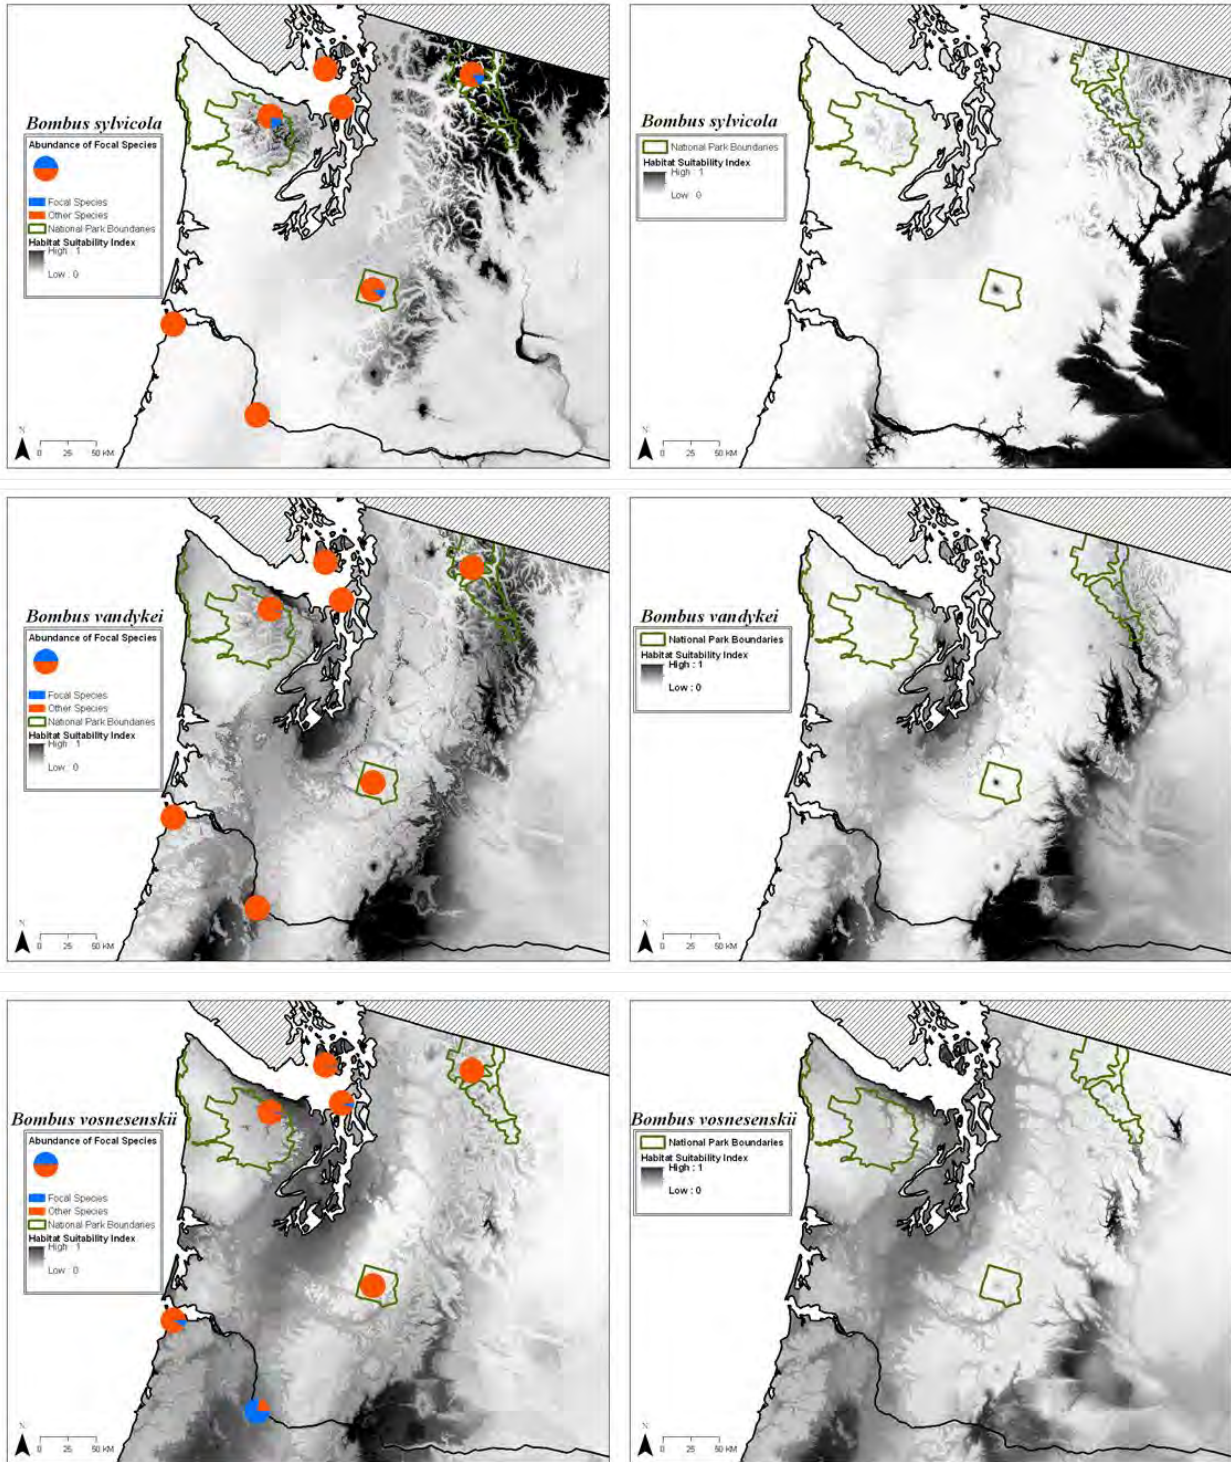 Bombus sylvicola
Abundance of Focal Species
Focal Species
Other Species
National Park Boundaries
Habitat Suitability Index
High : 1
Low : 0
N
0 25 50 KM
Bombus sylvicola
National Park Boundaries
Habitat Suitability Index
High : 1
Low : 0
N
0 25 50 KM
Bombus vandykei
Abundance of Focal Species
Focal Species
Other Species
National Park Boundaries
Habitat Suitability Index
High : 1
Low : 0
N
0 25 50 KM
Bombus vandykei
National Park Boundaries
Habitat Suitability Index
High : 1
Low : 0
N
0 25 50 KM
Bombus vosnesenskii
Abundance of Focal Species
Focal Species
Other Species
National Park Boundaries
Habitat Suitability Index
High : 1
Low : 0
N
0 25 50 KM
Bombus vosnesenskii
National Park Boundaries
Habitat Suitability Index
High : 1
Low : 0
N
0 25 50 KM